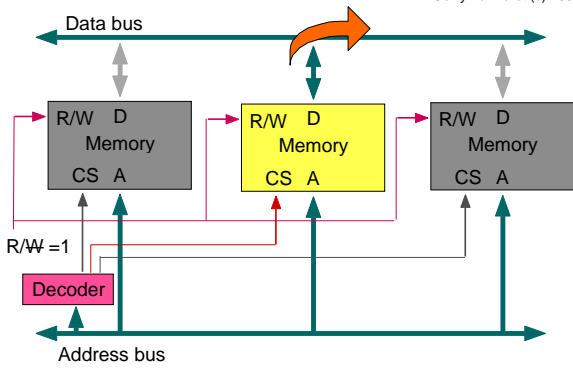 Data bus
R/W D
Memory
CS A
R/W D
Memory
CS A
R/W D
Memory
CS A
R/W =1
Decoder
Address bus